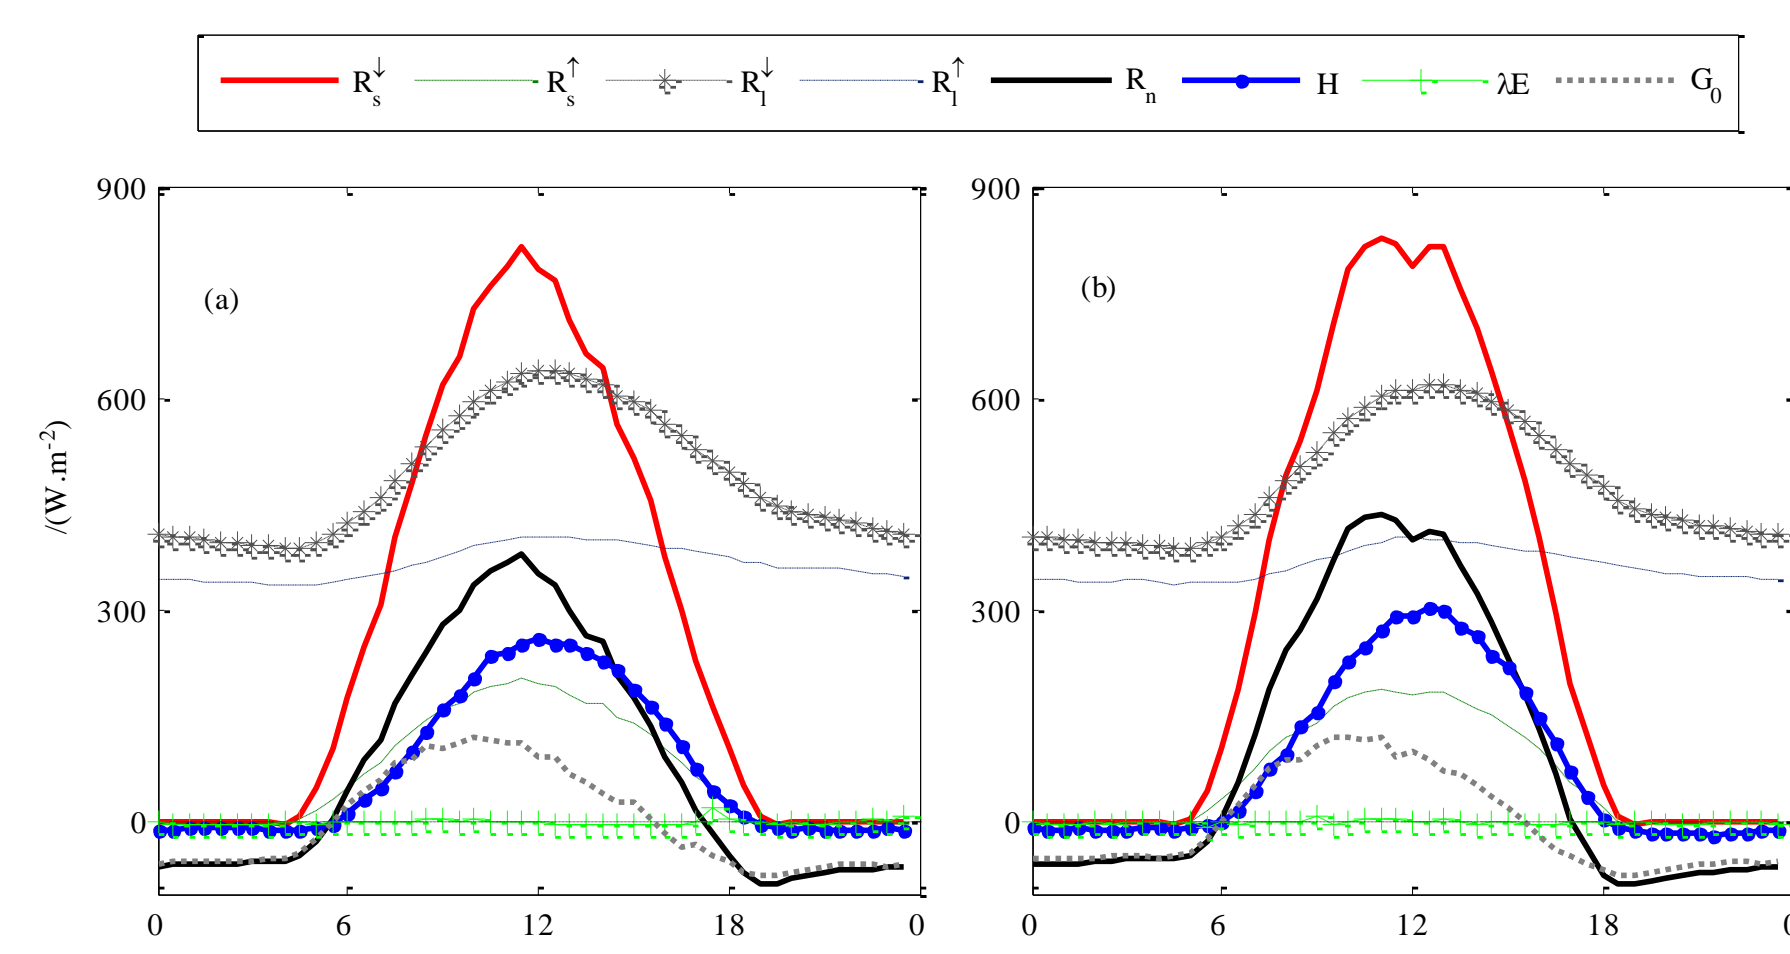 R_s^↓ R_s^↑ R_l^↓ R_l^↑ R_n H λE G_0
900 900
(a) (b)
600 600
/(W.m^-2)
300 300
0 0
0 6 12 18 0 0 6 12 18 0